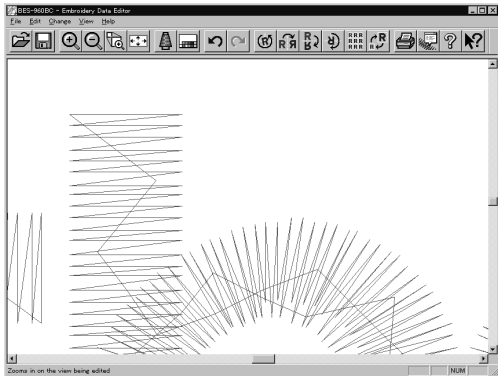 BES-960BC - Embroidery Data Editor
File Edit Change View Help
Zooms in on the view being edited
NUM